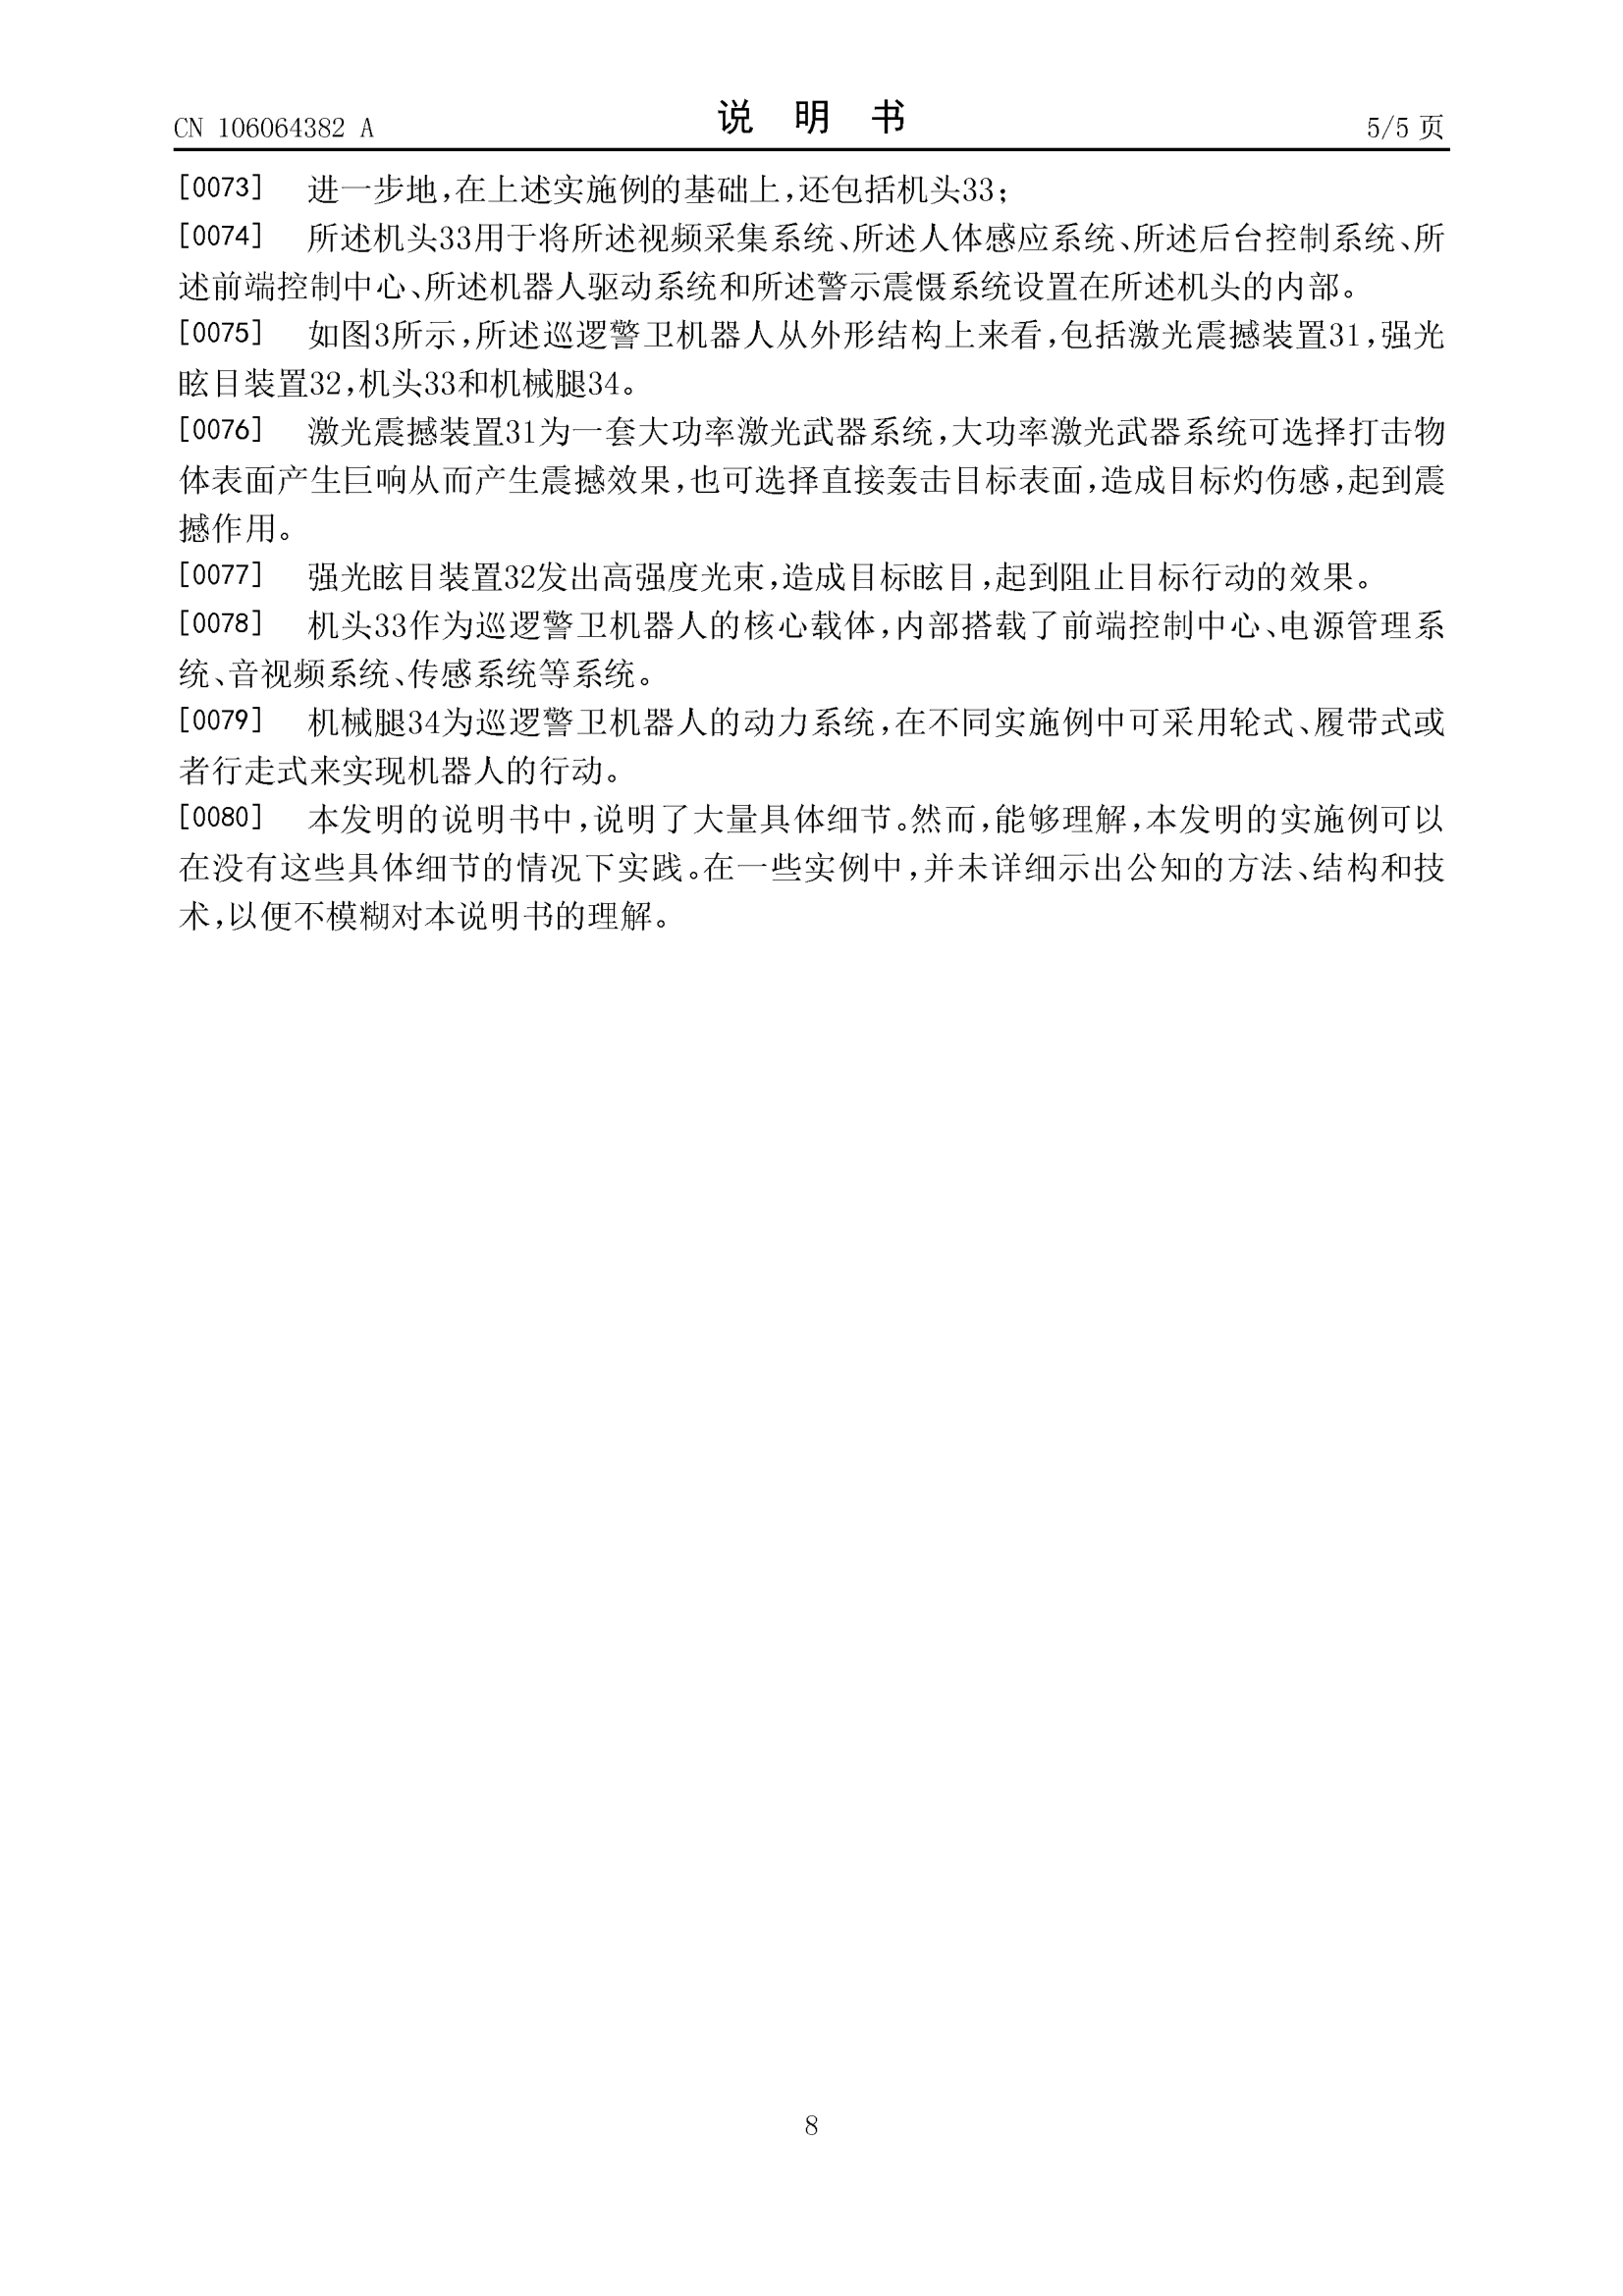 CN 106064382 A
说 明 书
5/5 页
[0073] 进一步地,在上述实施例的基础上,还包括机头33;
[0074] 所述机头33用于将所述视频采集系统、所述人体感应系统、所述后台控制系统、所
述前端控制中心、所述机器人驱动系统和所述警示震慑系统设置在所述机头的内部。
[0075] 如图3所示,所述巡逻警卫机器人从外形结构上来看,包括激光震撼装置31,强光
眩目装置32,机头33和机械腿34。
[0076] 激光震撼装置31为一套大功率激光武器系统,大功率激光武器系统可选择打击物
体表面产生巨响从而产生震撼效果,也可选择直接轰击目标表面,造成目标灼伤感,起到震
撼作用。
[0077] 强光眩目装置32发出高强度光束,造成目标眩目,起到阻止目标行动的效果。
[0078] 机头33作为巡逻警卫机器人的核心载体,内部搭载了前端控制中心、电源管理系
统、音视频系统、传感系统等系统。
[0079] 机械腿34为巡逻警卫机器人的动力系统,在不同实施例中可采用轮式、履带式或
者行走式来实现机器人的行动。
[0080] 本发明的说明书中,说明了大量具体细节。然而,能够理解,本发明的实施例可以
在没有这些具体细节的情况下实践。在一些实例中,并未详细示出公知的方法、结构和技
术,以便不模糊对本说明书的理解。
8